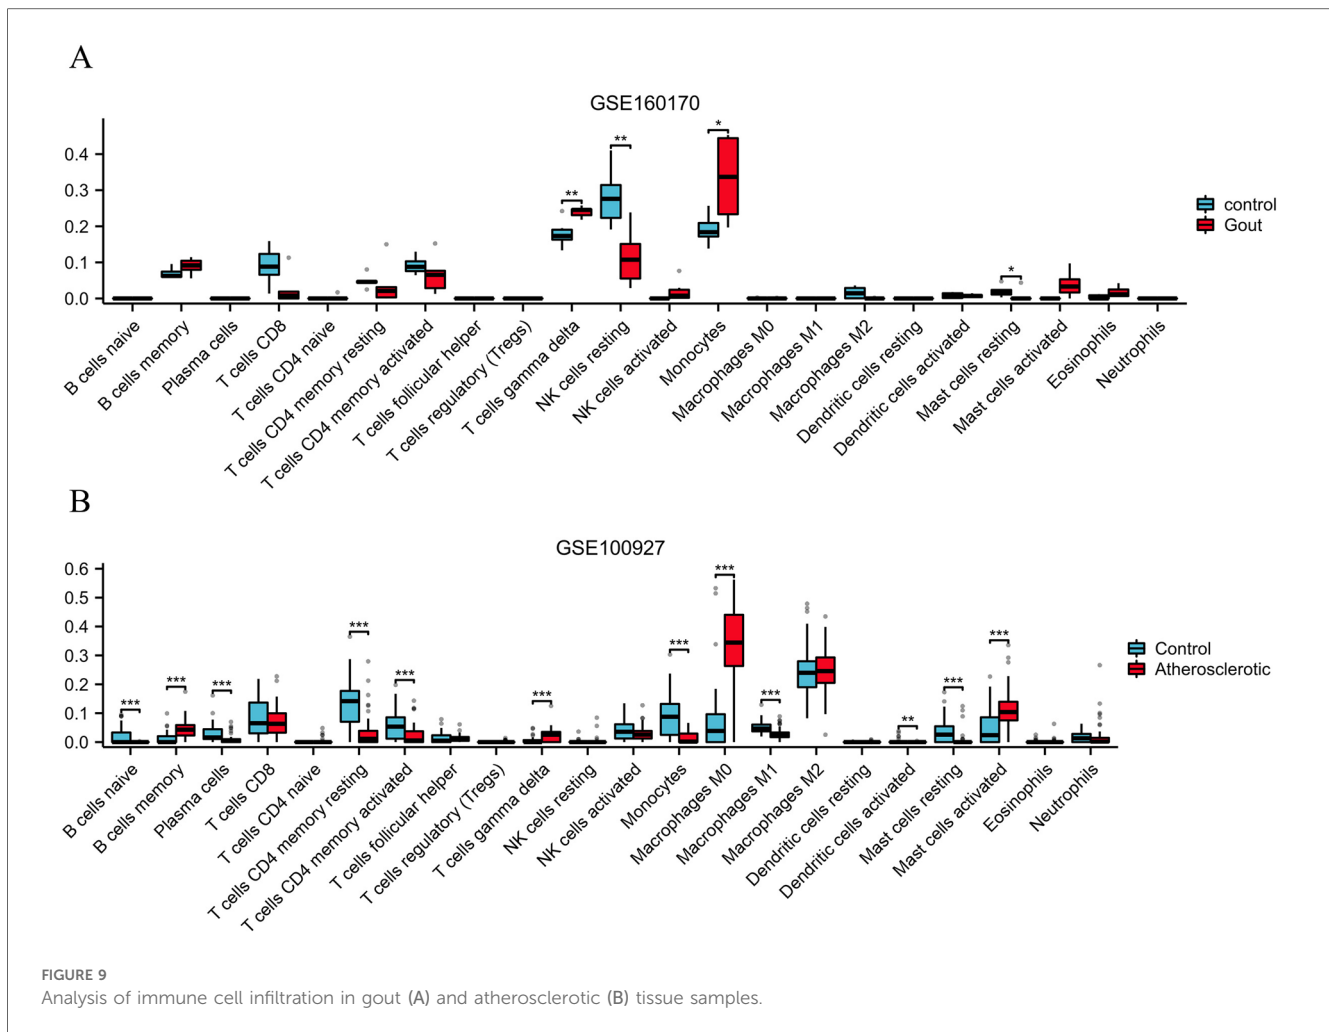 A
GSE160170
0.4
0.3
0.2
0.1
0.0
**
**
*
*
control
Gout
B cells naive
B cells memory
Plasma cells
T cells CD8
T cells CD4 naive
T cells CD4 memory resting
T cells CD4 memory activated
T cells follicular helper
T cells regulatory (Tregs)
T cells gamma delta
NK cells resting
NK cells activated
Monocytes
Macrophages M0
Macrophages M1
Macrophages M2
Dendritic cells resting
Dendritic cells activated
Mast cells resting
Mast cells activated
Eosinophils
Neutrophils
B
GSE100927
0.6
0.5
0.4
0.3
0.2
0.1
0.0
***
***
***
***
***
***
***
***
***
**
***
***
Control
Atherosclerotic
B cells naive
B cells memory
Plasma cells
T cells CD8
T cells CD4 naive
T cells CD4 memory resting
T cells CD4 memory activated
T cells follicular helper
T cells regulatory (Tregs)
T cells gamma delta
NK cells resting
NK cells activated
Monocytes
Macrophages M0
Macrophages M1
Macrophages M2
Dendritic cells resting
Dendritic cells activated
Mast cells resting
Mast cells activated
Eosinophils
Neutrophils
FIGURE 9
Analysis of immune cell infiltration in gout (A) and atherosclerotic (B) tissue samples.